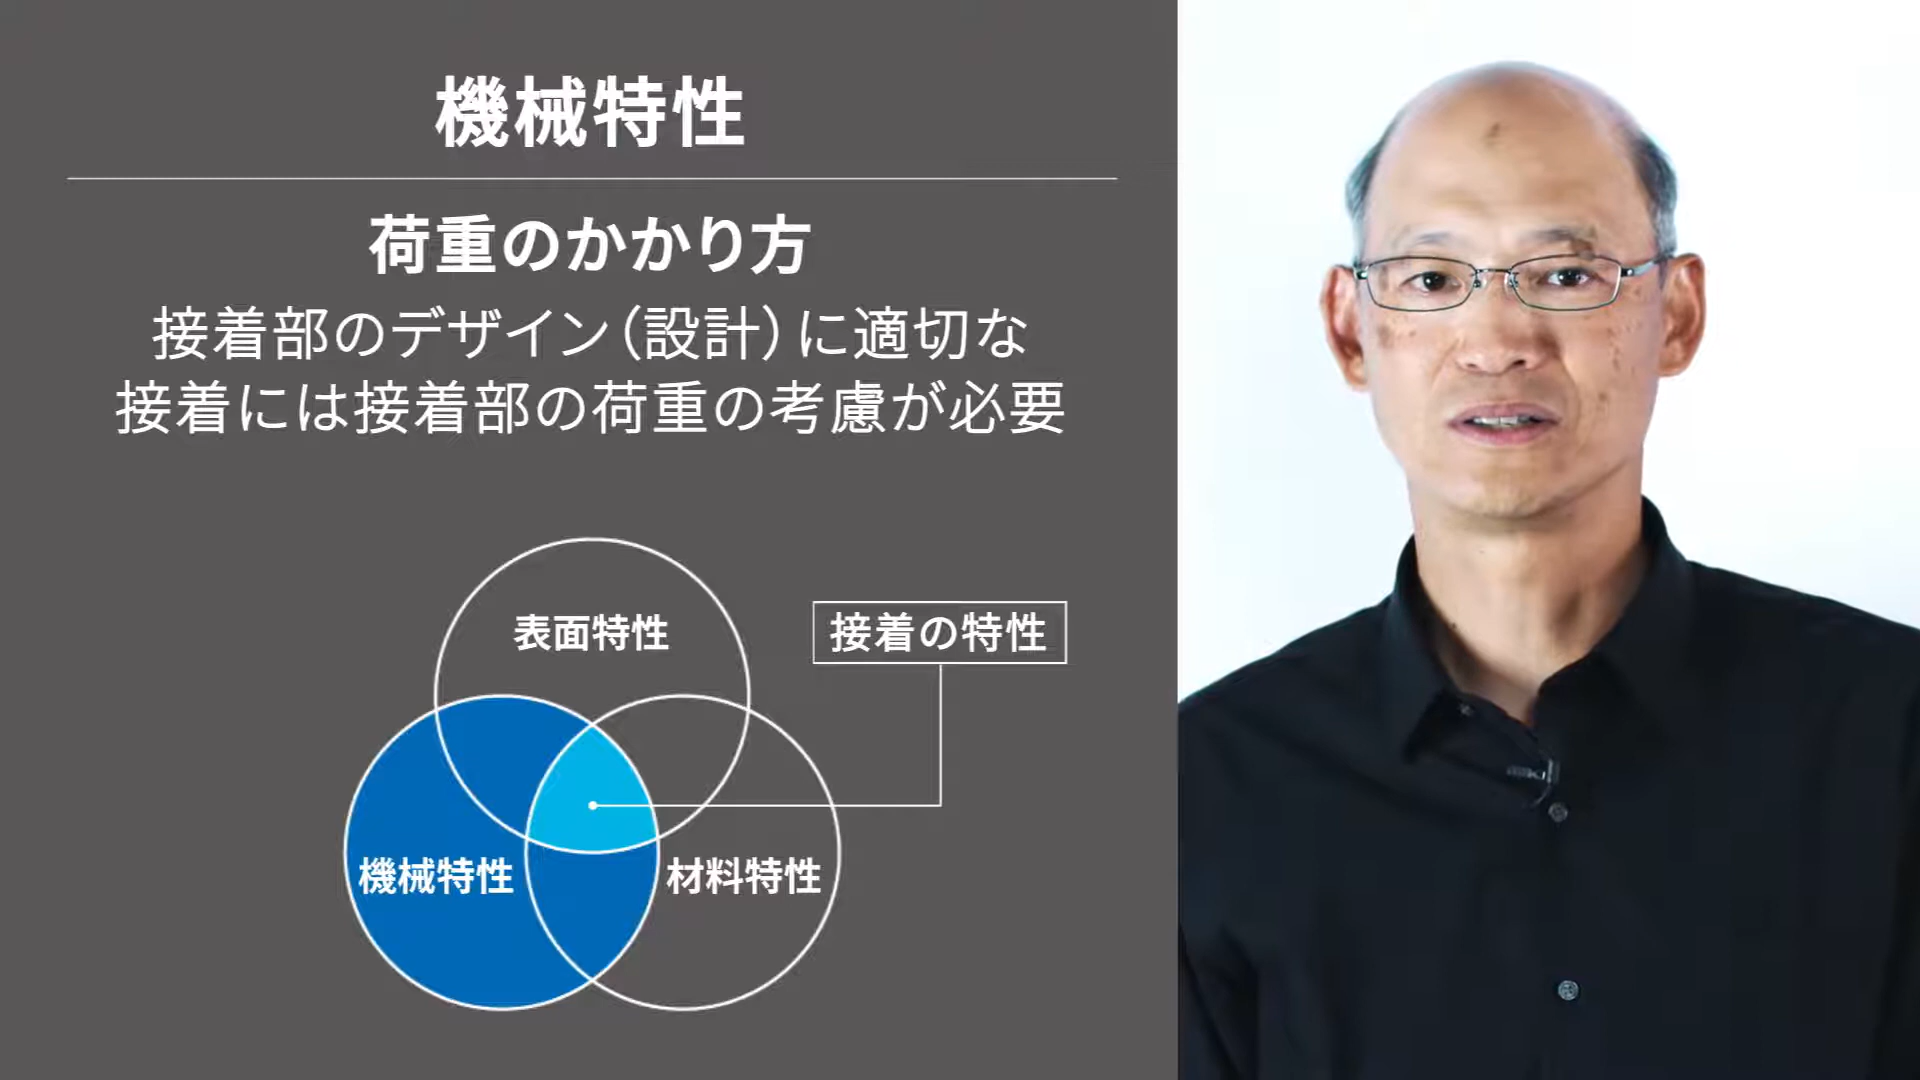 機械特性
荷重のかかり方
接着部のデザイン（設計）に適切な
接着には接着部の荷重の考慮が必要
表面特性
接着の特性
機械特性
材料特性